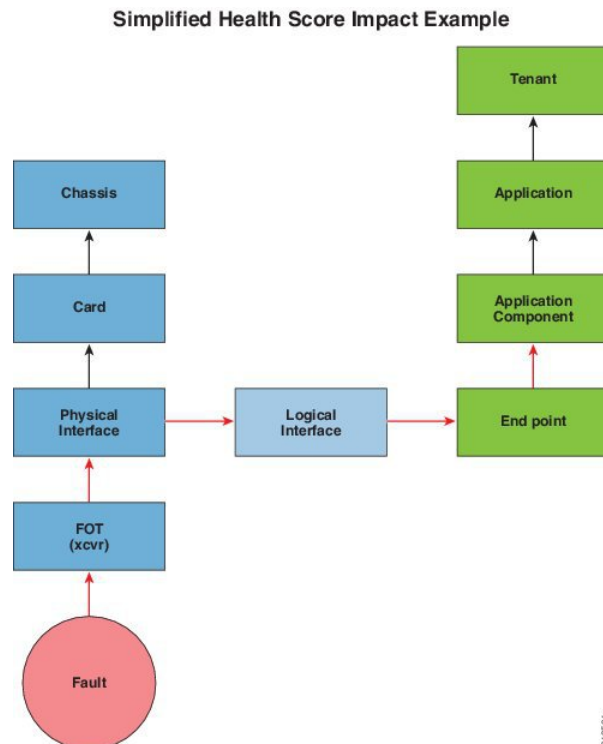 Simplified Health Score Impact Example
Tenant
Chassis
Application
Card
Application
Component
Physical
Interface
Logical
Interface
End point
FOT
(xcvr)
Fault